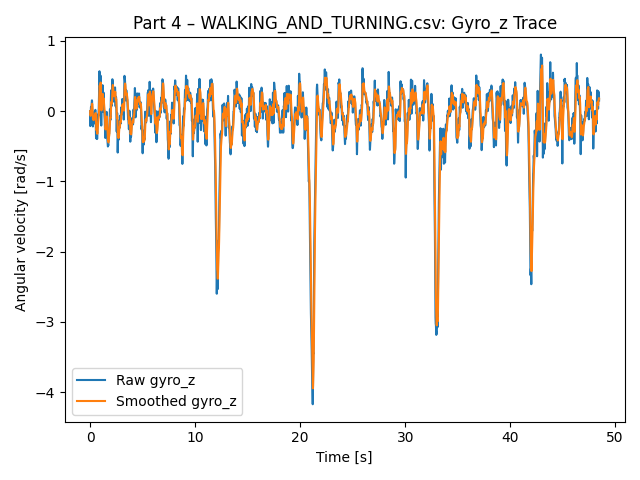 Part 4 – WALKING_AND_TURNING.csv: Gyro_z Trace
1
0
−1
−2
−3
−4
Angular velocity [rad/s]
Raw gyro_z
Smoothed gyro_z
0 10 20 30 40 50
Time [s]